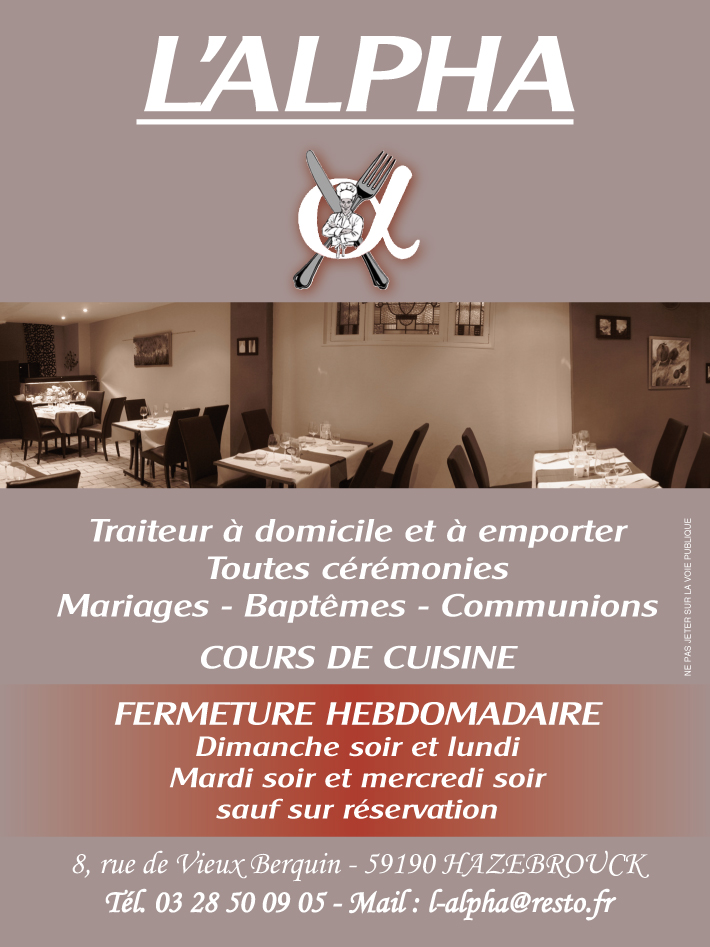 L'ALPHA
α
Traiteur à domicile et à emporter
Toutes cérémonies
Mariages - Baptêmes - Communions
COURS DE CUISINE
NE PAS JETER SUR LA VOIE PUBLIQUE
FERMETURE HEBDOMADAIRE
Dimanche soir et lundi
Mardi soir et mercredi soir
sauf sur réservation
8, rue de Vieux Berquin - 59190 HAZEBROUCK
Tél. 03 28 50 09 05 - Mail : l-alpha@resto.fr